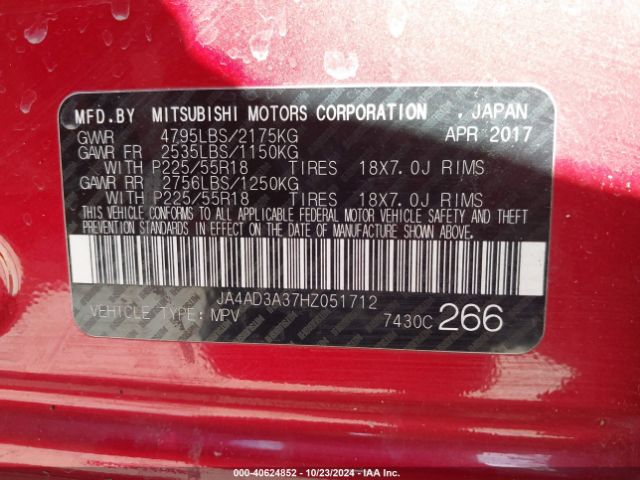 MFD.BY MITSUBISHI MOTORS CORPORATION , JAPAN
GVWR 4795LBS/2175KG APR 2017
GAWR FR 2535LBS/1150KG
WITH P225/55R18 TIRES 18X7.0J RIMS
GAWR RR 2756LBS/1250KG
WITH P225/55R18 TIRES 18X7.0J RIMS
THIS VEHICLE CONFORMS TO ALL APPLICABLE FEDERAL MOTOR VEHICLE SAFETY AND THEFT
PREVENTION STANDARDS IN EFFECT ON THE DATE OF MANUFACTURE SHOWN ABOVE.
JA4AD3A37HZ051712
VEHICLE TYPE: MPV 7430C 266
000-40624852 - 10/23/2024 - IAA Inc.